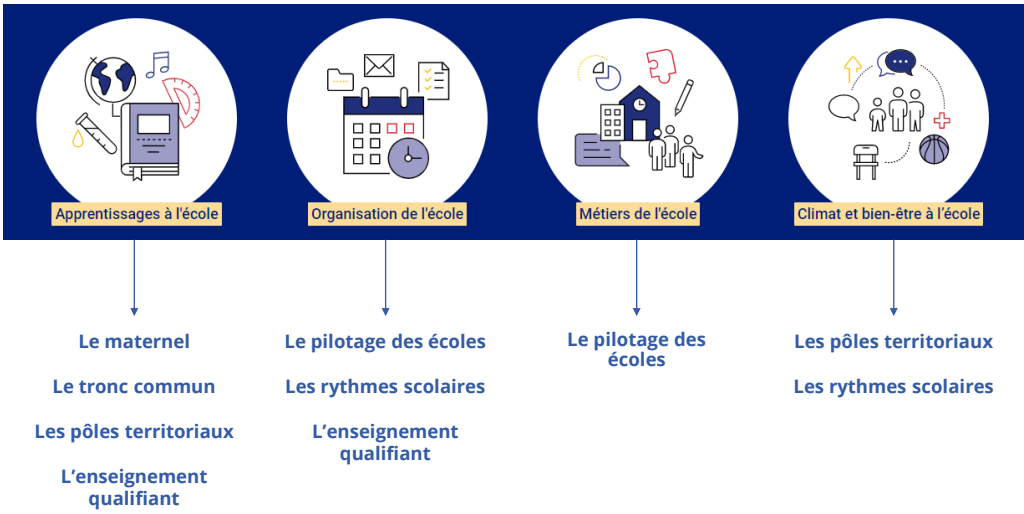 Apprentissages à l'école
Organisation de l'école
Métiers de l'école
Climat et bien-être à l'école
Le maternel
Le tronc commun
Les pôles territoriaux
L'enseignement
qualifiant
Le pilotage des écoles
Les rythmes scolaires
L'enseignement
qualifiant
Le pilotage des
écoles
Les pôles territoriaux
Les rythmes scolaires